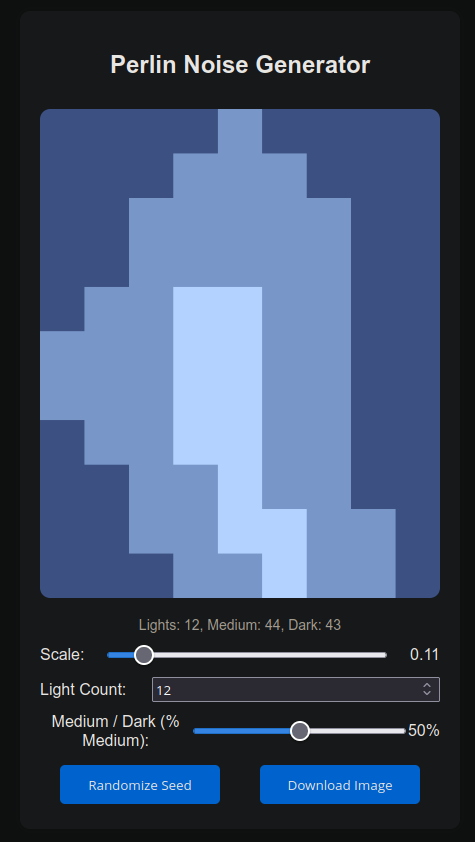 Perlin Noise Generator
Lights: 12, Medium: 44, Dark: 43
Scale: 0.11
Light Count: 12
Medium / Dark (%
Medium): 50%
Randomize Seed Download Image